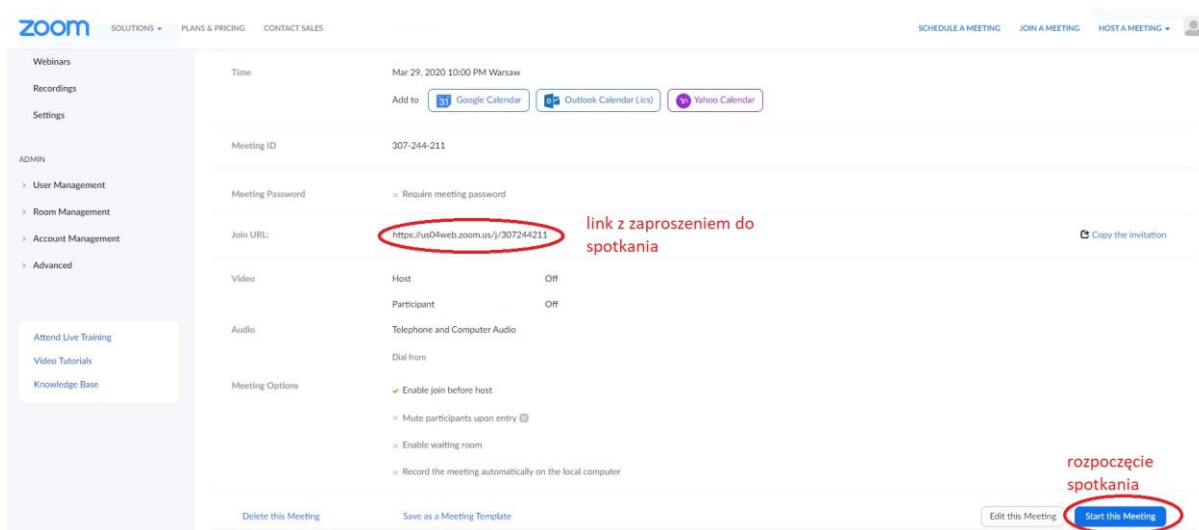 zoom SOLUTIONS PLANS & PRICING CONTACT SALES SCHEDULE A MEETING JOIN A MEETING HOST A MEETING
Webinars
Recordings
Settings
ADMIN
User Management
Room Management
Account Management
Advanced
Attend Live Training
Video Tutorials
Knowledge Base
Time Mar 29, 2020 10:00 PM Warsaw
Add to 31 Google Calendar Outlook Calendar (.ics) Yahoo Calendar
Meeting ID 307-244-211
Meeting Password × Require meeting password
Join URL: https://us04web.zoom.us/j/307244211 Copy the invitation
link z zaproszeniem do
spotkania
Video Host Off
Participant Off
Audio Telephone and Computer Audio
Dial from
Meeting Options ✓ Enable join before host
× Mute participants upon entry
× Enable waiting room
× Record the meeting automatically on the local computer
rozpoczęcie
spotkania
Delete this Meeting Save as a Meeting Template Edit this Meeting Start this Meeting